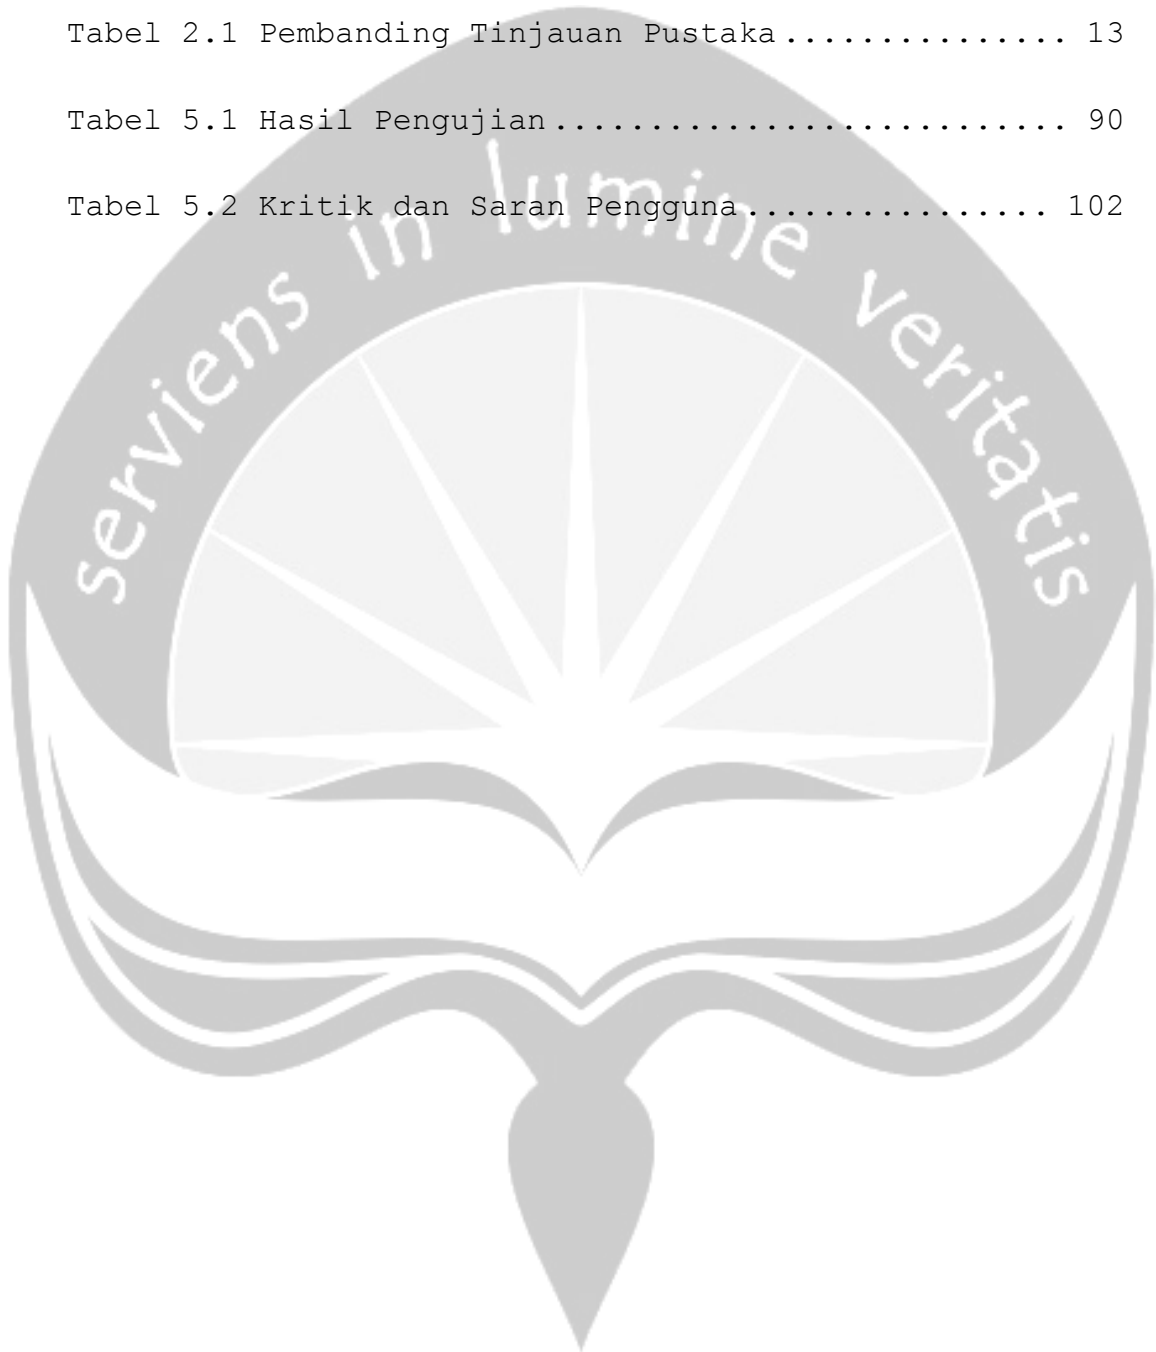 Tabel 2.1 Pembanding Tinjauan Pustaka............... 13
Tabel 5.1 Hasil Pengujian........................... 90
Tabel 5.2 Kritik dan Saran Pengguna................ 102
serviens in lumine veritatis